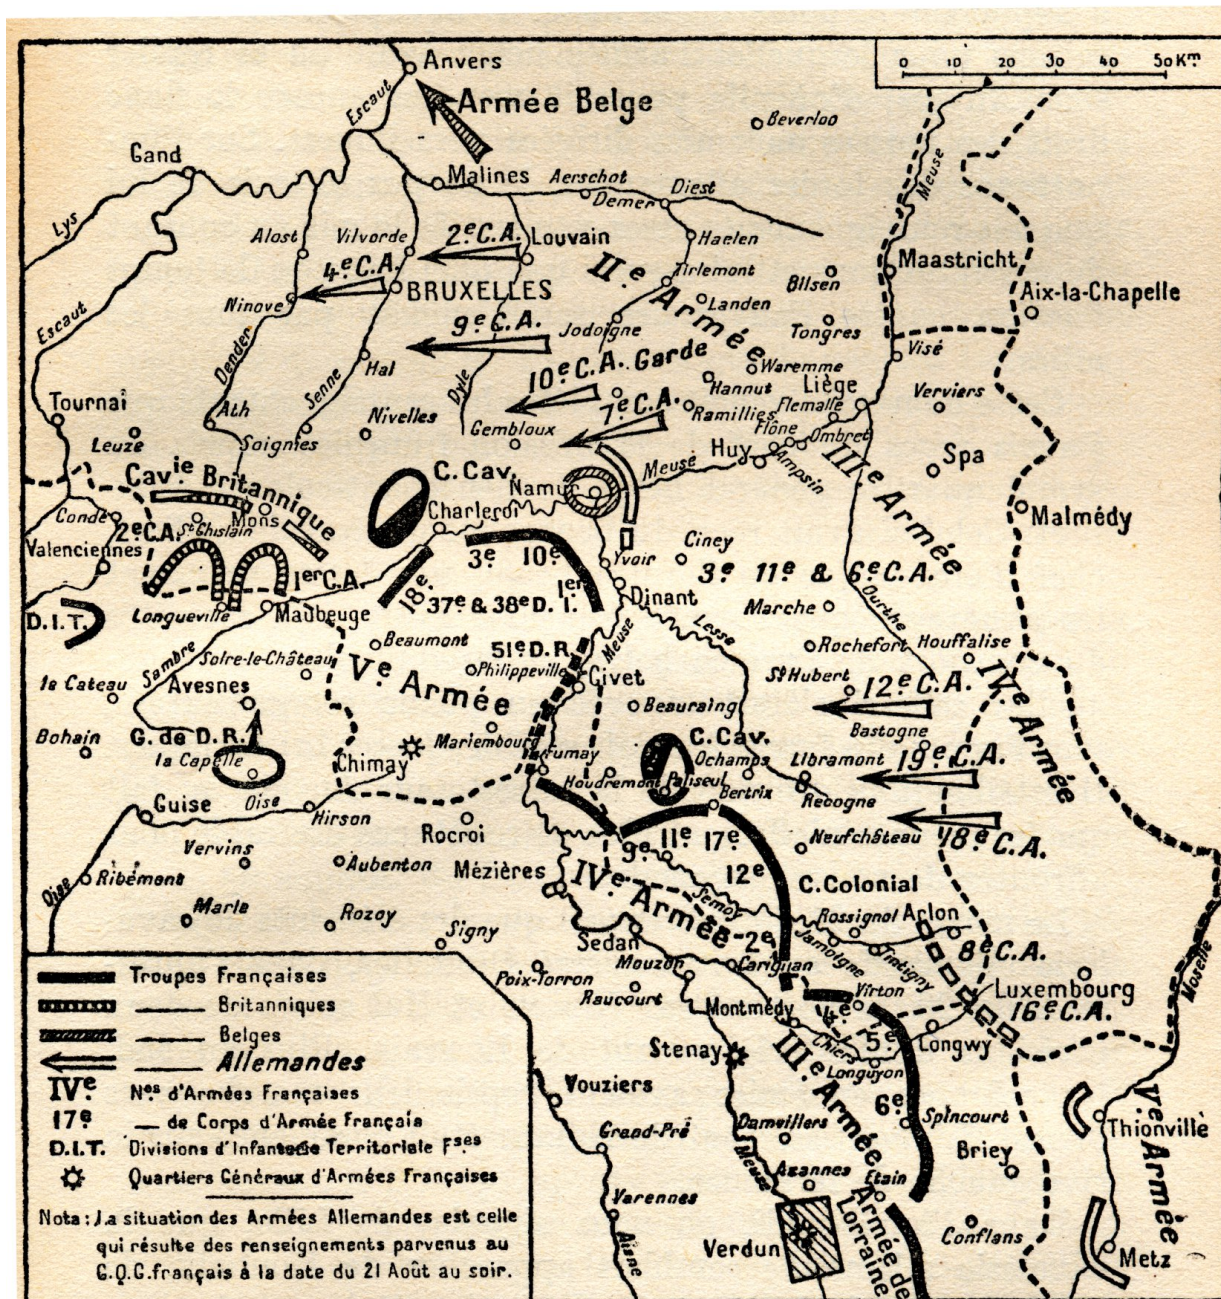 0 10 20 30 40 50 Km
Anvers
Escaut
Armée Belge
Beverloo
Gand
Malines
Aerschot
Demer
Diest
Meuse
Lys
Alost
Vilvorde
2e C.A.
Louvain
Haelen
4e C.A.
IIe Armée
Maastricht
Tirlemont
Bilsen
Aix-la-Chapelle
BRUXELLES
Ninove
Landen
Escaut
9e C.A.
Jodoigne
Tongres
Dender
Hal
Senne
Dyle
10e C.A. Garde
Waremme
Visé
Hannut
Liège
Verviers
Tournai
Ath
Nivelles
7e C.A.
Ramillies
Flemalle
Leuze
Soignies
Gembloux
Flône
Ombret
Huy
Ampsin
IIIe Armée
Spa
Cavie Britannique
C. Cav.
Namur
Meuse
Condé
2e C.A.
St Ghislain
Mons
Charleroi
Malmédy
Valenciennes
3e
10e
Yvoir
Ciney
3e 11e & 6e C.A.
1er C.A.
18e
1er
37e & 38e D. I.
Dinant
Marche
Ourthe
D.I.T.
Longueville
Maubeuge
Lesse
Beaumont
51e D.R.
Meuse
Rochefort
Houffalise
Sambre
Solre-le-Château
Ve Armée
Philippeville
Givet
St Hubert
12e C.A.
IVe Armée
le Cateau
Avesnes
Beauraing
Bastogne
Bohain
G. de D.R.
Mariembourg
C. Cav.
la Capelle
Chimay
Fumay
Ochamps
Libramont
19e C.A.
Houdremont
Paliseul
Bertrix
Recogne
Guise
Oise
Hirson
Rocroi
9e
11e
17e
Neufchâteau
18e C.A.
Vervins
Aubenton
Mézières
IVe Armée
12e
Oise
Ribémont
Semoy
C. Colonial
Marle
Rozoy
Rossignol
Arlon
Signy
Sedan
2e
Jamoigne
Tintigny
8e C.A.
Mouzon
Carignan
Poix-Terron
Raucourt
Virton
Luxembourg
Moselle
Montmédy
4e
16e C.A.
Stenay
Chiers
5e
Longwy
Longuyon
IIIe Armée
Vouziers
6e
Spincourt
Thionville
Ve Armée
Grand-Pré
Damvillers
Briey
Meuse
Azannes
Etain
Varennes
Aisne
Verdun
Armée de
Lorraine
Conflans
Metz
Troupes Françaises
Britanniques
Belges
Allemandes
IVe Nos d'Armées Françaises
17e _ de Corps d'Armée Français
D.I.T. Divisions d'Infanterie Territoriale Fses
Quartiers Généraux d'Armées Françaises
Nota: La situation des Armées Allemandes est celle
qui résulte des renseignements parvenus au
G.Q.G. français à la date du 21 Août au soir.